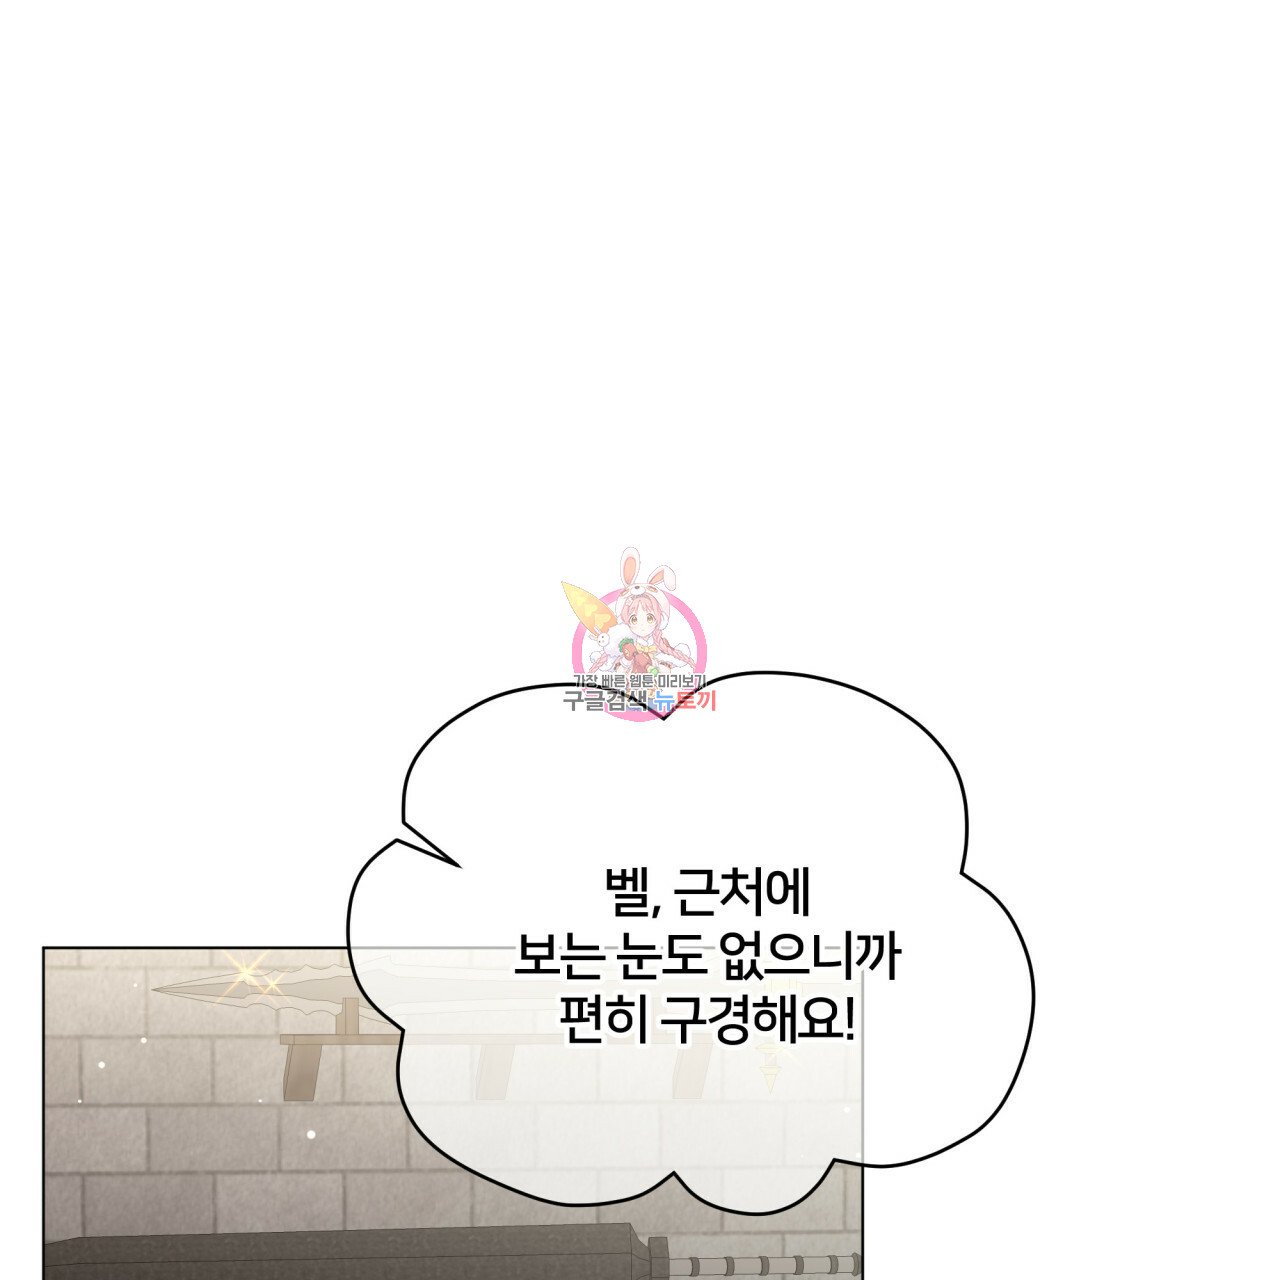 가장 빠른 웹툰 미리보기
구글검색 뉴토끼
벨, 근처에
보는 눈도 없으니까
편히 구경해요!